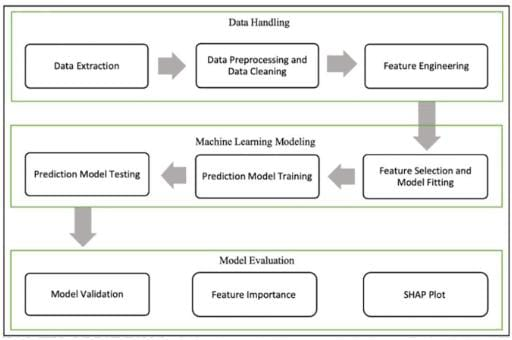 Data Handling
Data Extraction
Data Preprocessing and
Data Cleaning
Feature Engineering
Machine Learning Modeling
Prediction Model Testing
Prediction Model Training
Feature Selection and
Model Fitting
Model Evaluation
Model Validation
Feature Importance
SHAP Plot